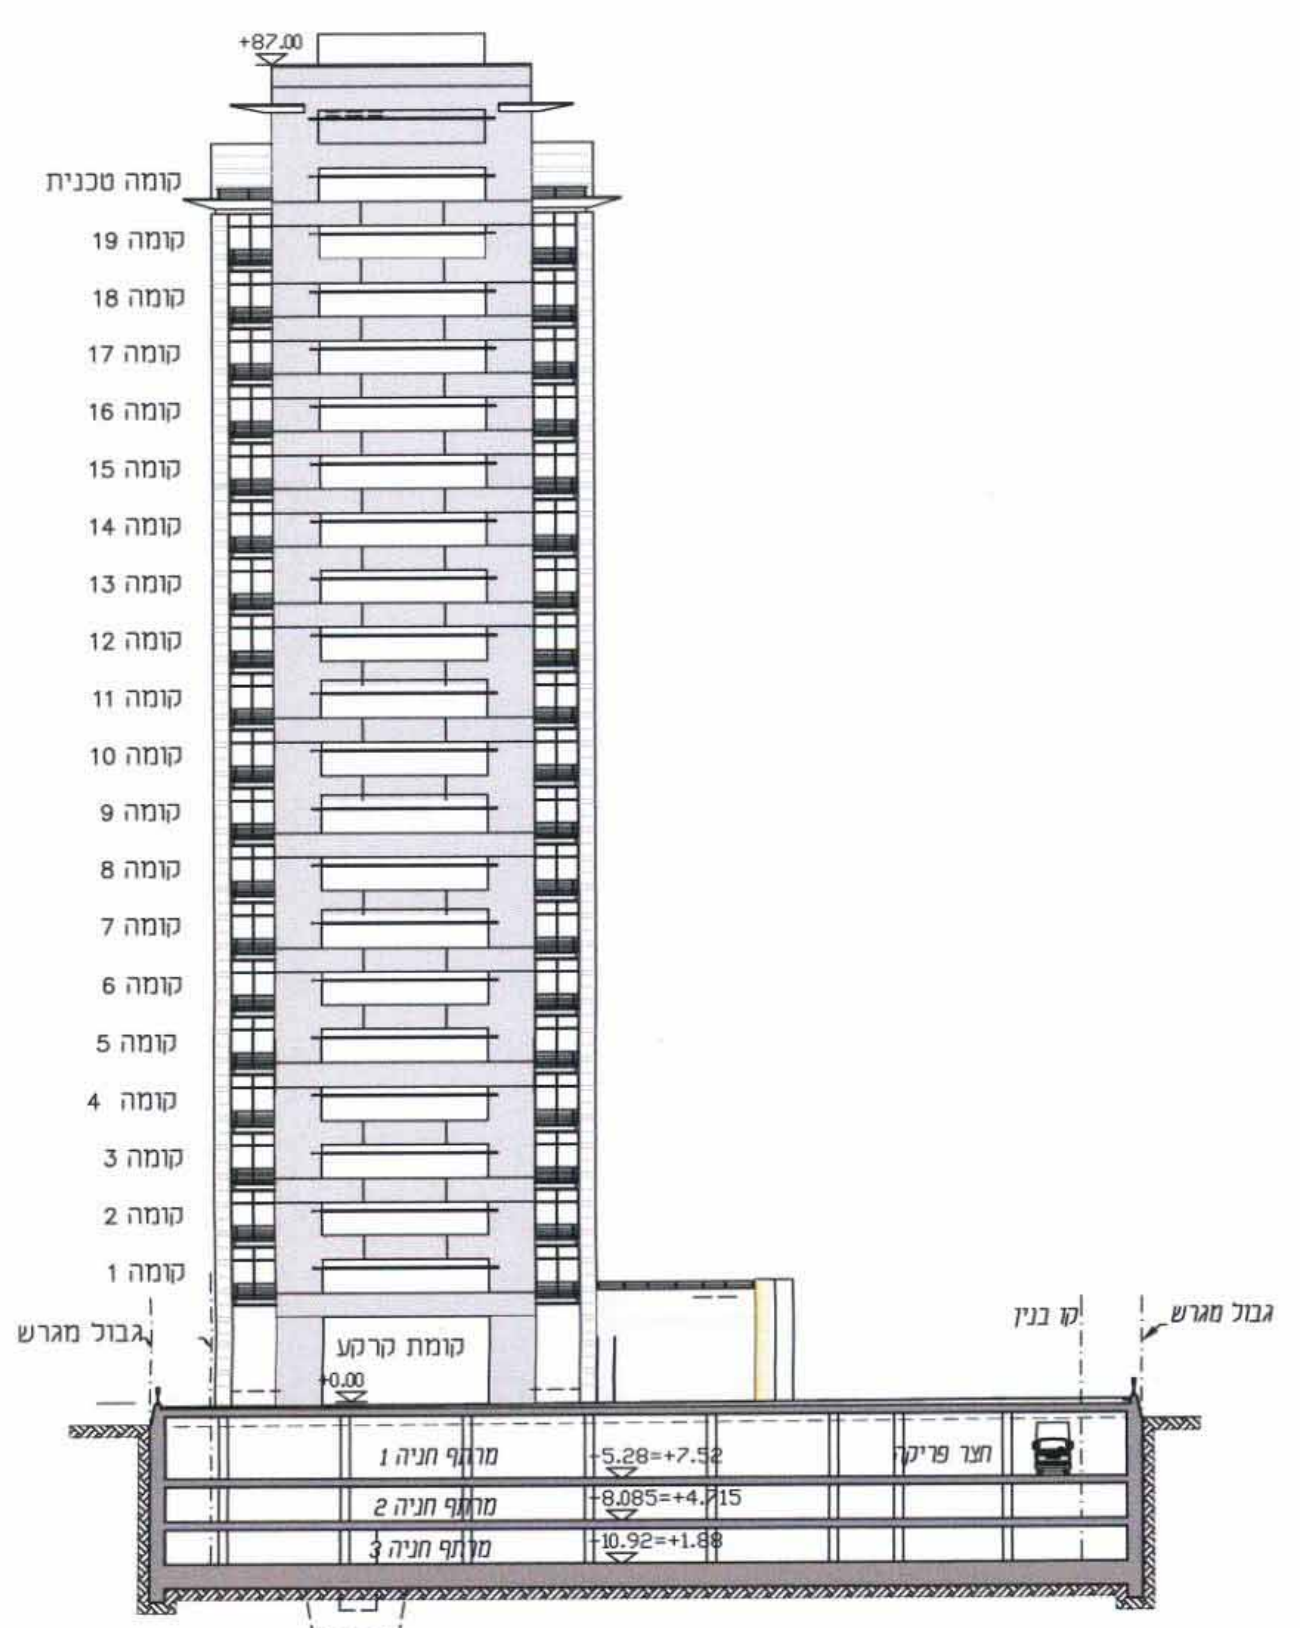 +87.00
קומה טכנית
קומה 19
קומה 18
קומה 17
קומה 16
קומה 15
קומה 14
קומה 13
קומה 12
קומה 11
קומה 10
קומה 9
קומה 8
קומה 7
קומה 6
קומה 5
קומה 4
קומה 3
קומה 2
קומה 1
גבול מגרש
קו בנין
גבול מגרש
קומת קרקע
+0.00
מרתף חניה 1
-5.28=+7.52
חצר פריקה
מרתף חניה 2
-8.085=+4.715
מרתף חניה 3
-10.92=+1.88